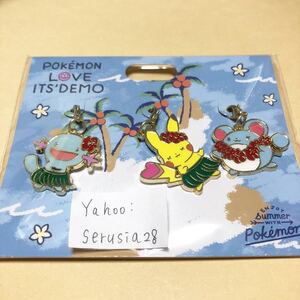 POKÉMON
LOVE
ITS'DEMO
Yahoo:
serusia28
ENJOY
Summer
WITH
Pokémon